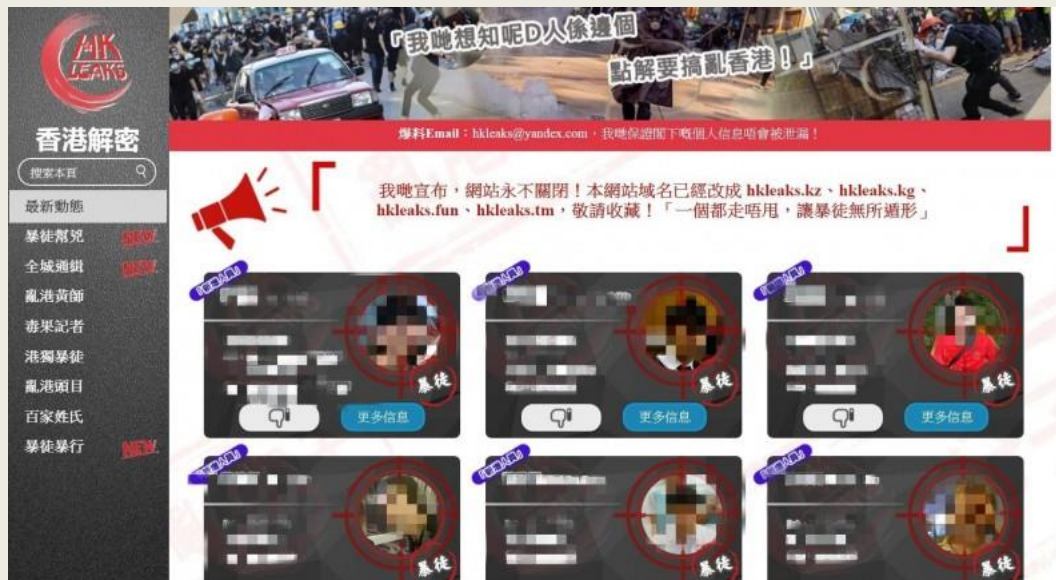 HK
LEAKS
香港解密
搜索本頁
最新動態
暴徒幫兇 NEW
全城通緝 NEW
亂港黃師
毒果記者
港獨暴徒
亂港頭目
百家姓氏
暴徒暴行 NEW
「我哋想知呢D人係邊個
點解要搞亂香港！」
爆料Email：hkleaks@yandex.com，我哋保證閣下嘅個人信息唔會被泄漏！
「
我哋宣布，網站永不關閉！本網站域名已經改成 hkleaks.kz、hkleaks.kg、
hkleaks.fun、hkleaks.tm，敬請收藏！「一個都走唔甩，讓暴徒無所遁形」
」
暴徒
更多信息
暴徒
更多信息
暴徒
更多信息
暴徒
暴徒
暴徒